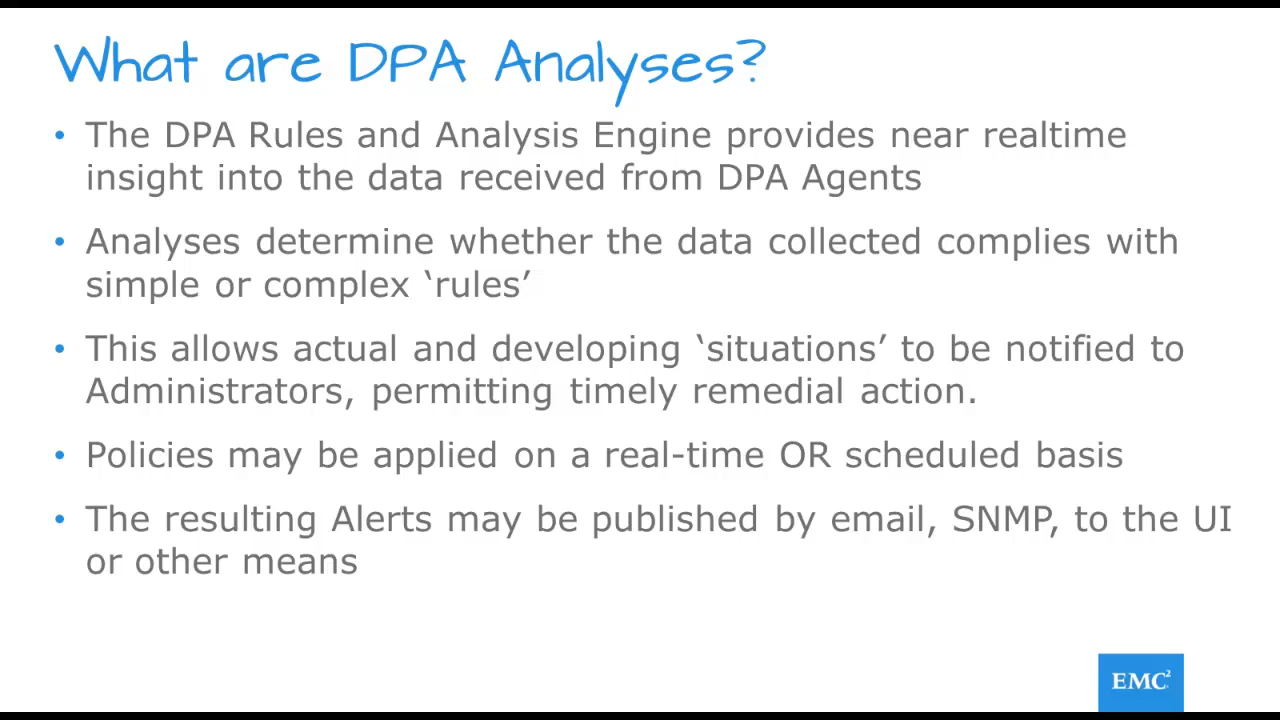 What are DPA Analyses?
• The DPA Rules and Analysis Engine provides near realtime
insight into the data received from DPA Agents
• Analyses determine whether the data collected complies with
simple or complex ‘rules’
• This allows actual and developing ‘situations’ to be notified to
Administrators, permitting timely remedial action.
• Policies may be applied on a real-time OR scheduled basis
• The resulting Alerts may be published by email, SNMP, to the UI
or other means
EMC²